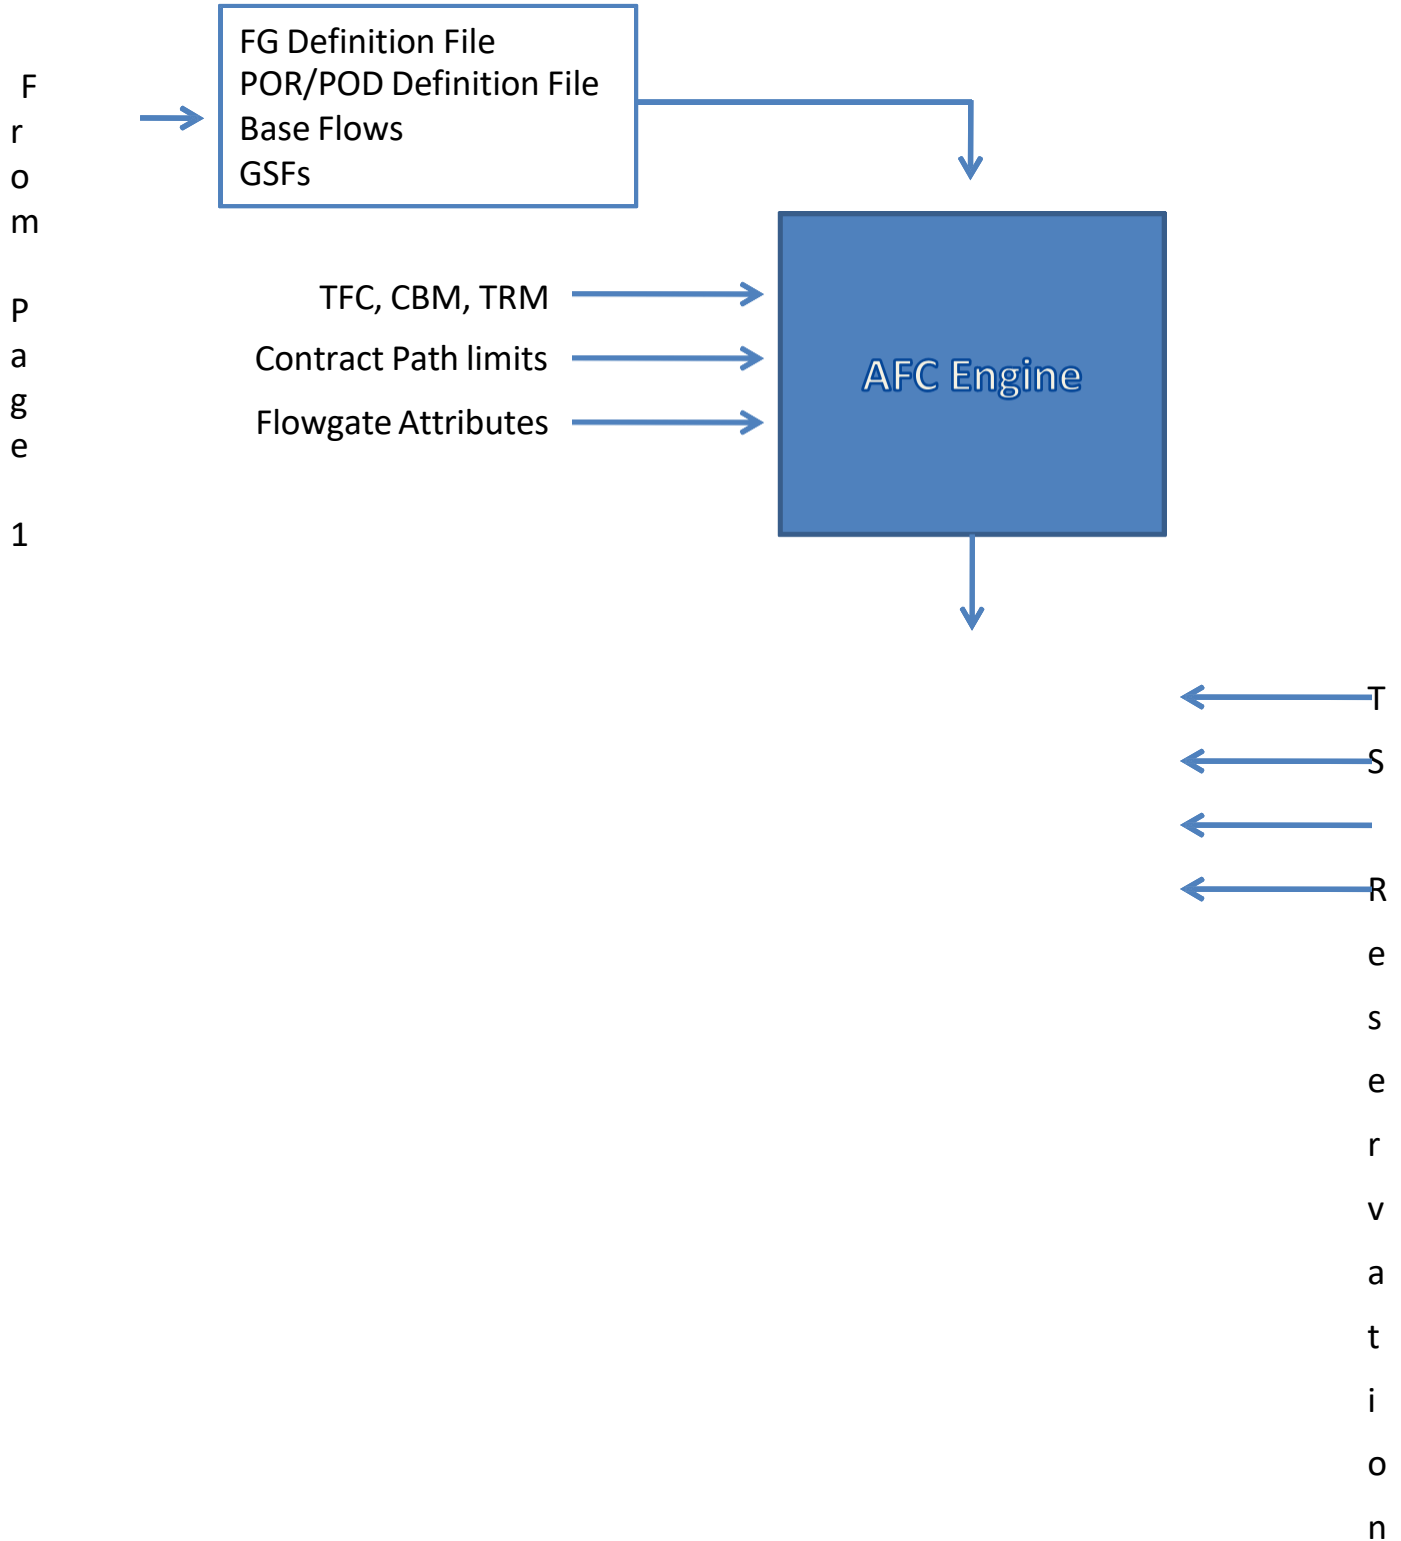 From Page 1
FG Definition File
POR/POD Definition File
Base Flows
GSFs
TFC, CBM, TRM
Contract Path limits
Flowgate Attributes
AFC Engine
TS Reservation